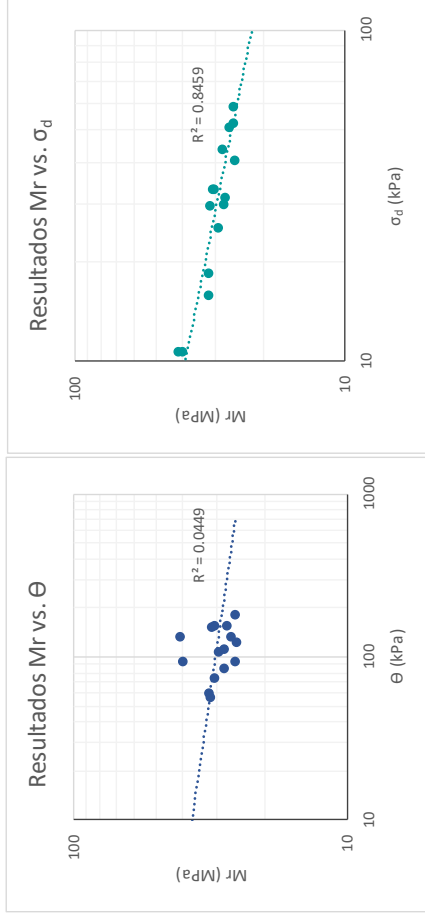 Resultados Mr vs. Θ
100
Mr (MPa)
10
R² = 0.0449
10
100
1000
Θ (kPa)
Resultados Mr vs. σd
100
Mr (MPa)
10
R² = 0.8459
10
100
σd (kPa)